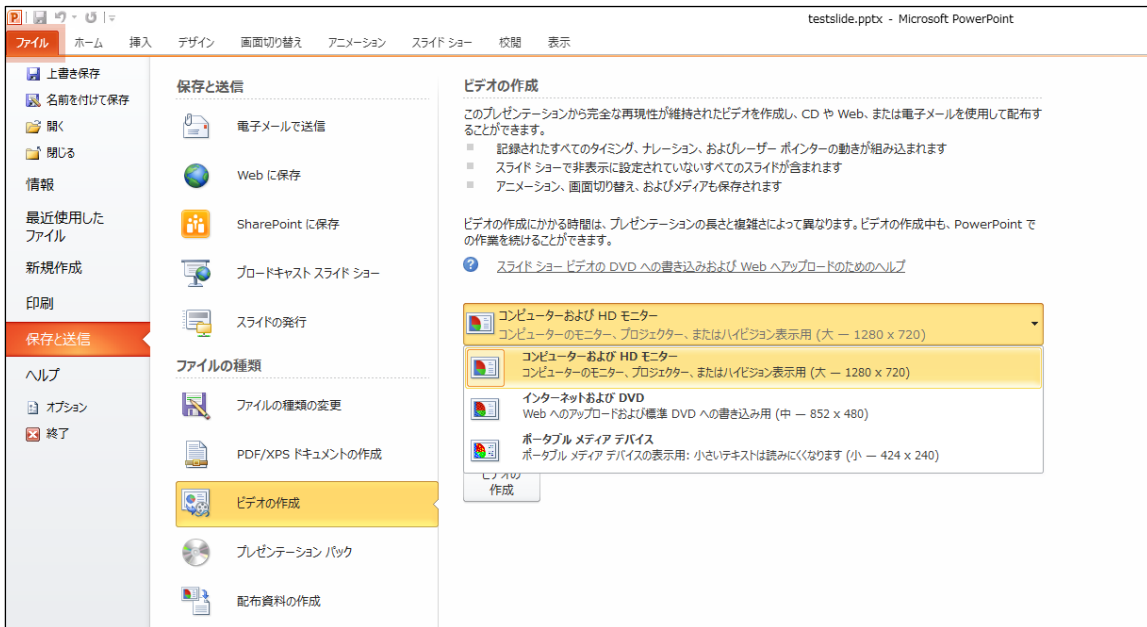 testslide.pptx - Microsoft PowerPoint
ファイル
ホーム
挿入
デザイン
画面切り替え
アニメーション
スライド ショー
校閲
表示
上書き保存
名前を付けて保存
開く
閉じる
情報
最近使用した
ファイル
新規作成
印刷
保存と送信
ヘルプ
オプション
終了
保存と送信
電子メールで送信
Web に保存
SharePoint に保存
ブロードキャスト スライド ショー
スライドの発行
ファイルの種類
ファイルの種類の変更
PDF/XPS ドキュメントの作成
ビデオの作成
プレゼンテーション パック
配布資料の作成
ビデオの作成
このプレゼンテーションから完全な再現性が維持されたビデオを作成し、CD や Web、または電子メールを使用して配布す
ることができます。
記録されたすべてのタイミング、ナレーション、およびレーザー ポインターの動きが組み込まれます
スライド ショーで非表示に設定されていないすべてのスライドが含まれます
アニメーション、画面切り替え、およびメディアも保存されます
ビデオの作成にかかる時間は、プレゼンテーションの長さと複雑さによって異なります。ビデオの作成中も、PowerPoint で
の作業を続けることができます。
スライド ショー ビデオの DVD への書き込みおよび Web へアップロードのためのヘルプ
コンピューターおよび HD モニター
コンピューターのモニター、プロジェクター、またはハイビジョン表示用 (大 — 1280 x 720)
コンピューターおよび HD モニター
コンピューターのモニター、プロジェクター、またはハイビジョン表示用 (大 — 1280 x 720)
インターネットおよび DVD
Web へのアップロードおよび標準 DVD への書き込み用 (中 — 852 x 480)
ポータブル メディア デバイス
ポータブル メディア デバイスの表示用: 小さいテキストは読みにくくなります (小 — 424 x 240)
ビデオの
作成